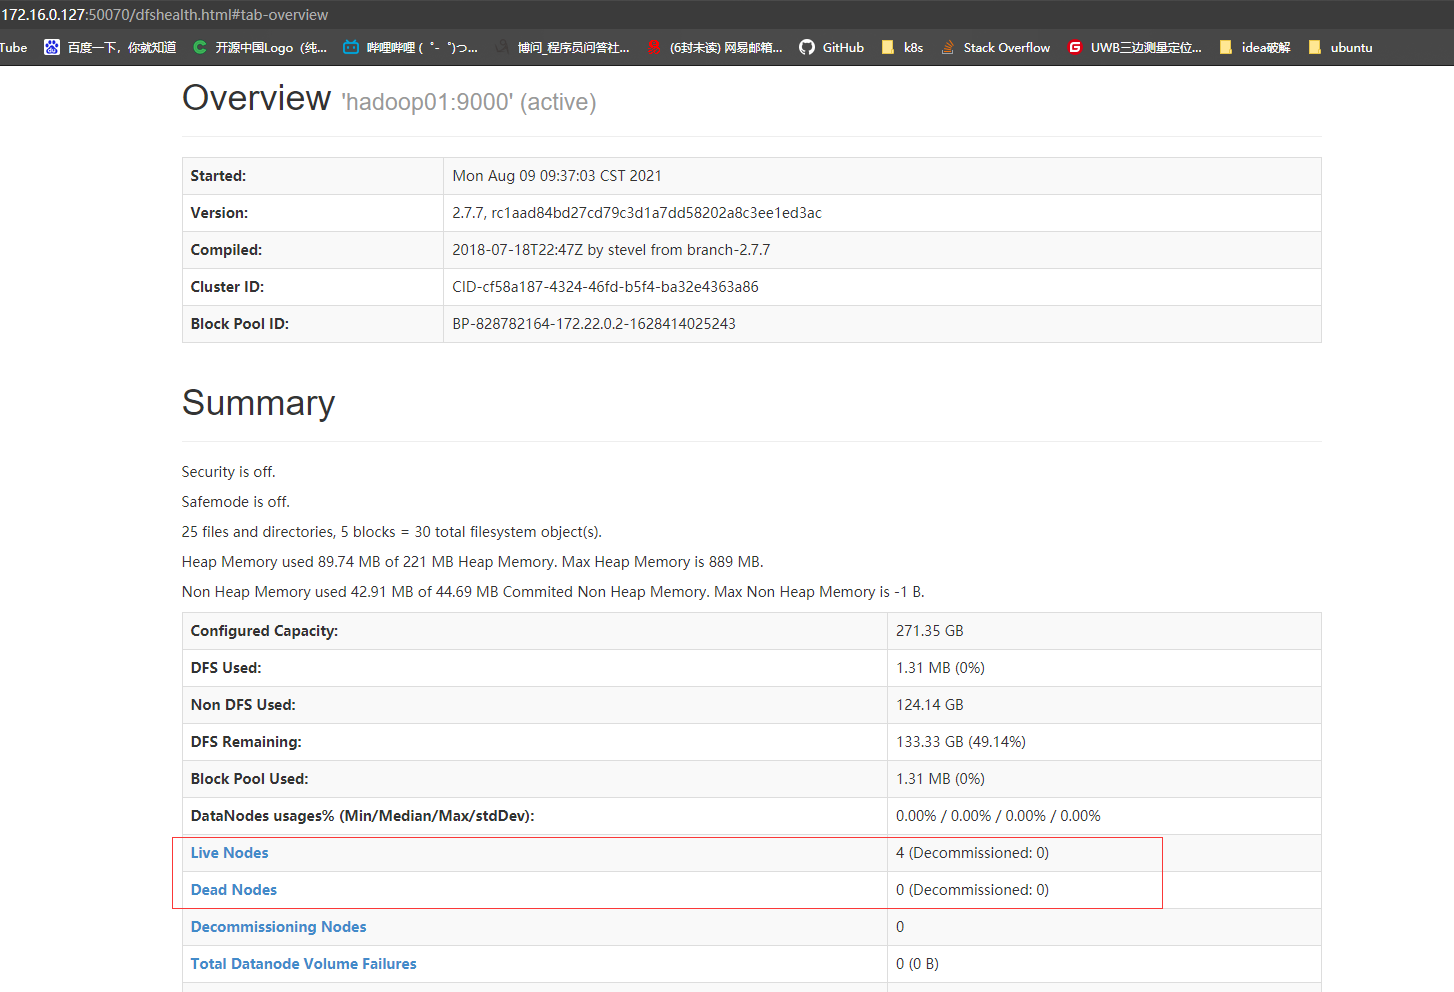 172.16.0.127:50070/dfshealth.html#tab-overview
Tube 百度一下，你就知道 开源中国Logo（纯... 哔哩哔哩 (゜-゜)つ... 博问_程序员问答社... (6封未读) 网易邮箱... GitHub k8s Stack Overflow UWB三边测量定位... idea破解 ubuntu
Overview 'hadoop01:9000' (active)
Started: Mon Aug 09 09:37:03 CST 2021
Version: 2.7.7, rc1aad84bd27cd79c3d1a7dd58202a8c3ee1ed3ac
Compiled: 2018-07-18T22:47Z by stevel from branch-2.7.7
Cluster ID: CID-cf58a187-4324-46fd-b5f4-ba32e4363a86
Block Pool ID: BP-828782164-172.22.0.2-1628414025243
Summary
Security is off.
Safemode is off.
25 files and directories, 5 blocks = 30 total filesystem object(s).
Heap Memory used 89.74 MB of 221 MB Heap Memory. Max Heap Memory is 889 MB.
Non Heap Memory used 42.91 MB of 44.69 MB Commited Non Heap Memory. Max Non Heap Memory is -1 B.
Configured Capacity: 271.35 GB
DFS Used: 1.31 MB (0%)
Non DFS Used: 124.14 GB
DFS Remaining: 133.33 GB (49.14%)
Block Pool Used: 1.31 MB (0%)
DataNodes usages% (Min/Median/Max/stdDev): 0.00% / 0.00% / 0.00% / 0.00%
Live Nodes 4 (Decommissioned: 0)
Dead Nodes 0 (Decommissioned: 0)
Decommissioning Nodes 0
Total Datanode Volume Failures 0 (0 B)